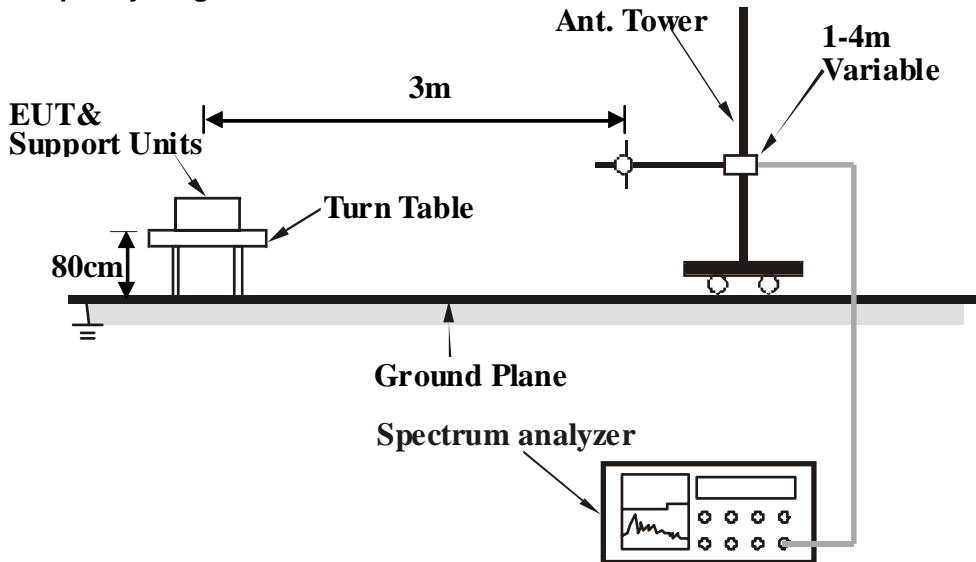 Ant. Tower
1-4m
Variable
3m
EUT&
Support Units
Turn Table
80cm
Ground Plane
Spectrum analyzer